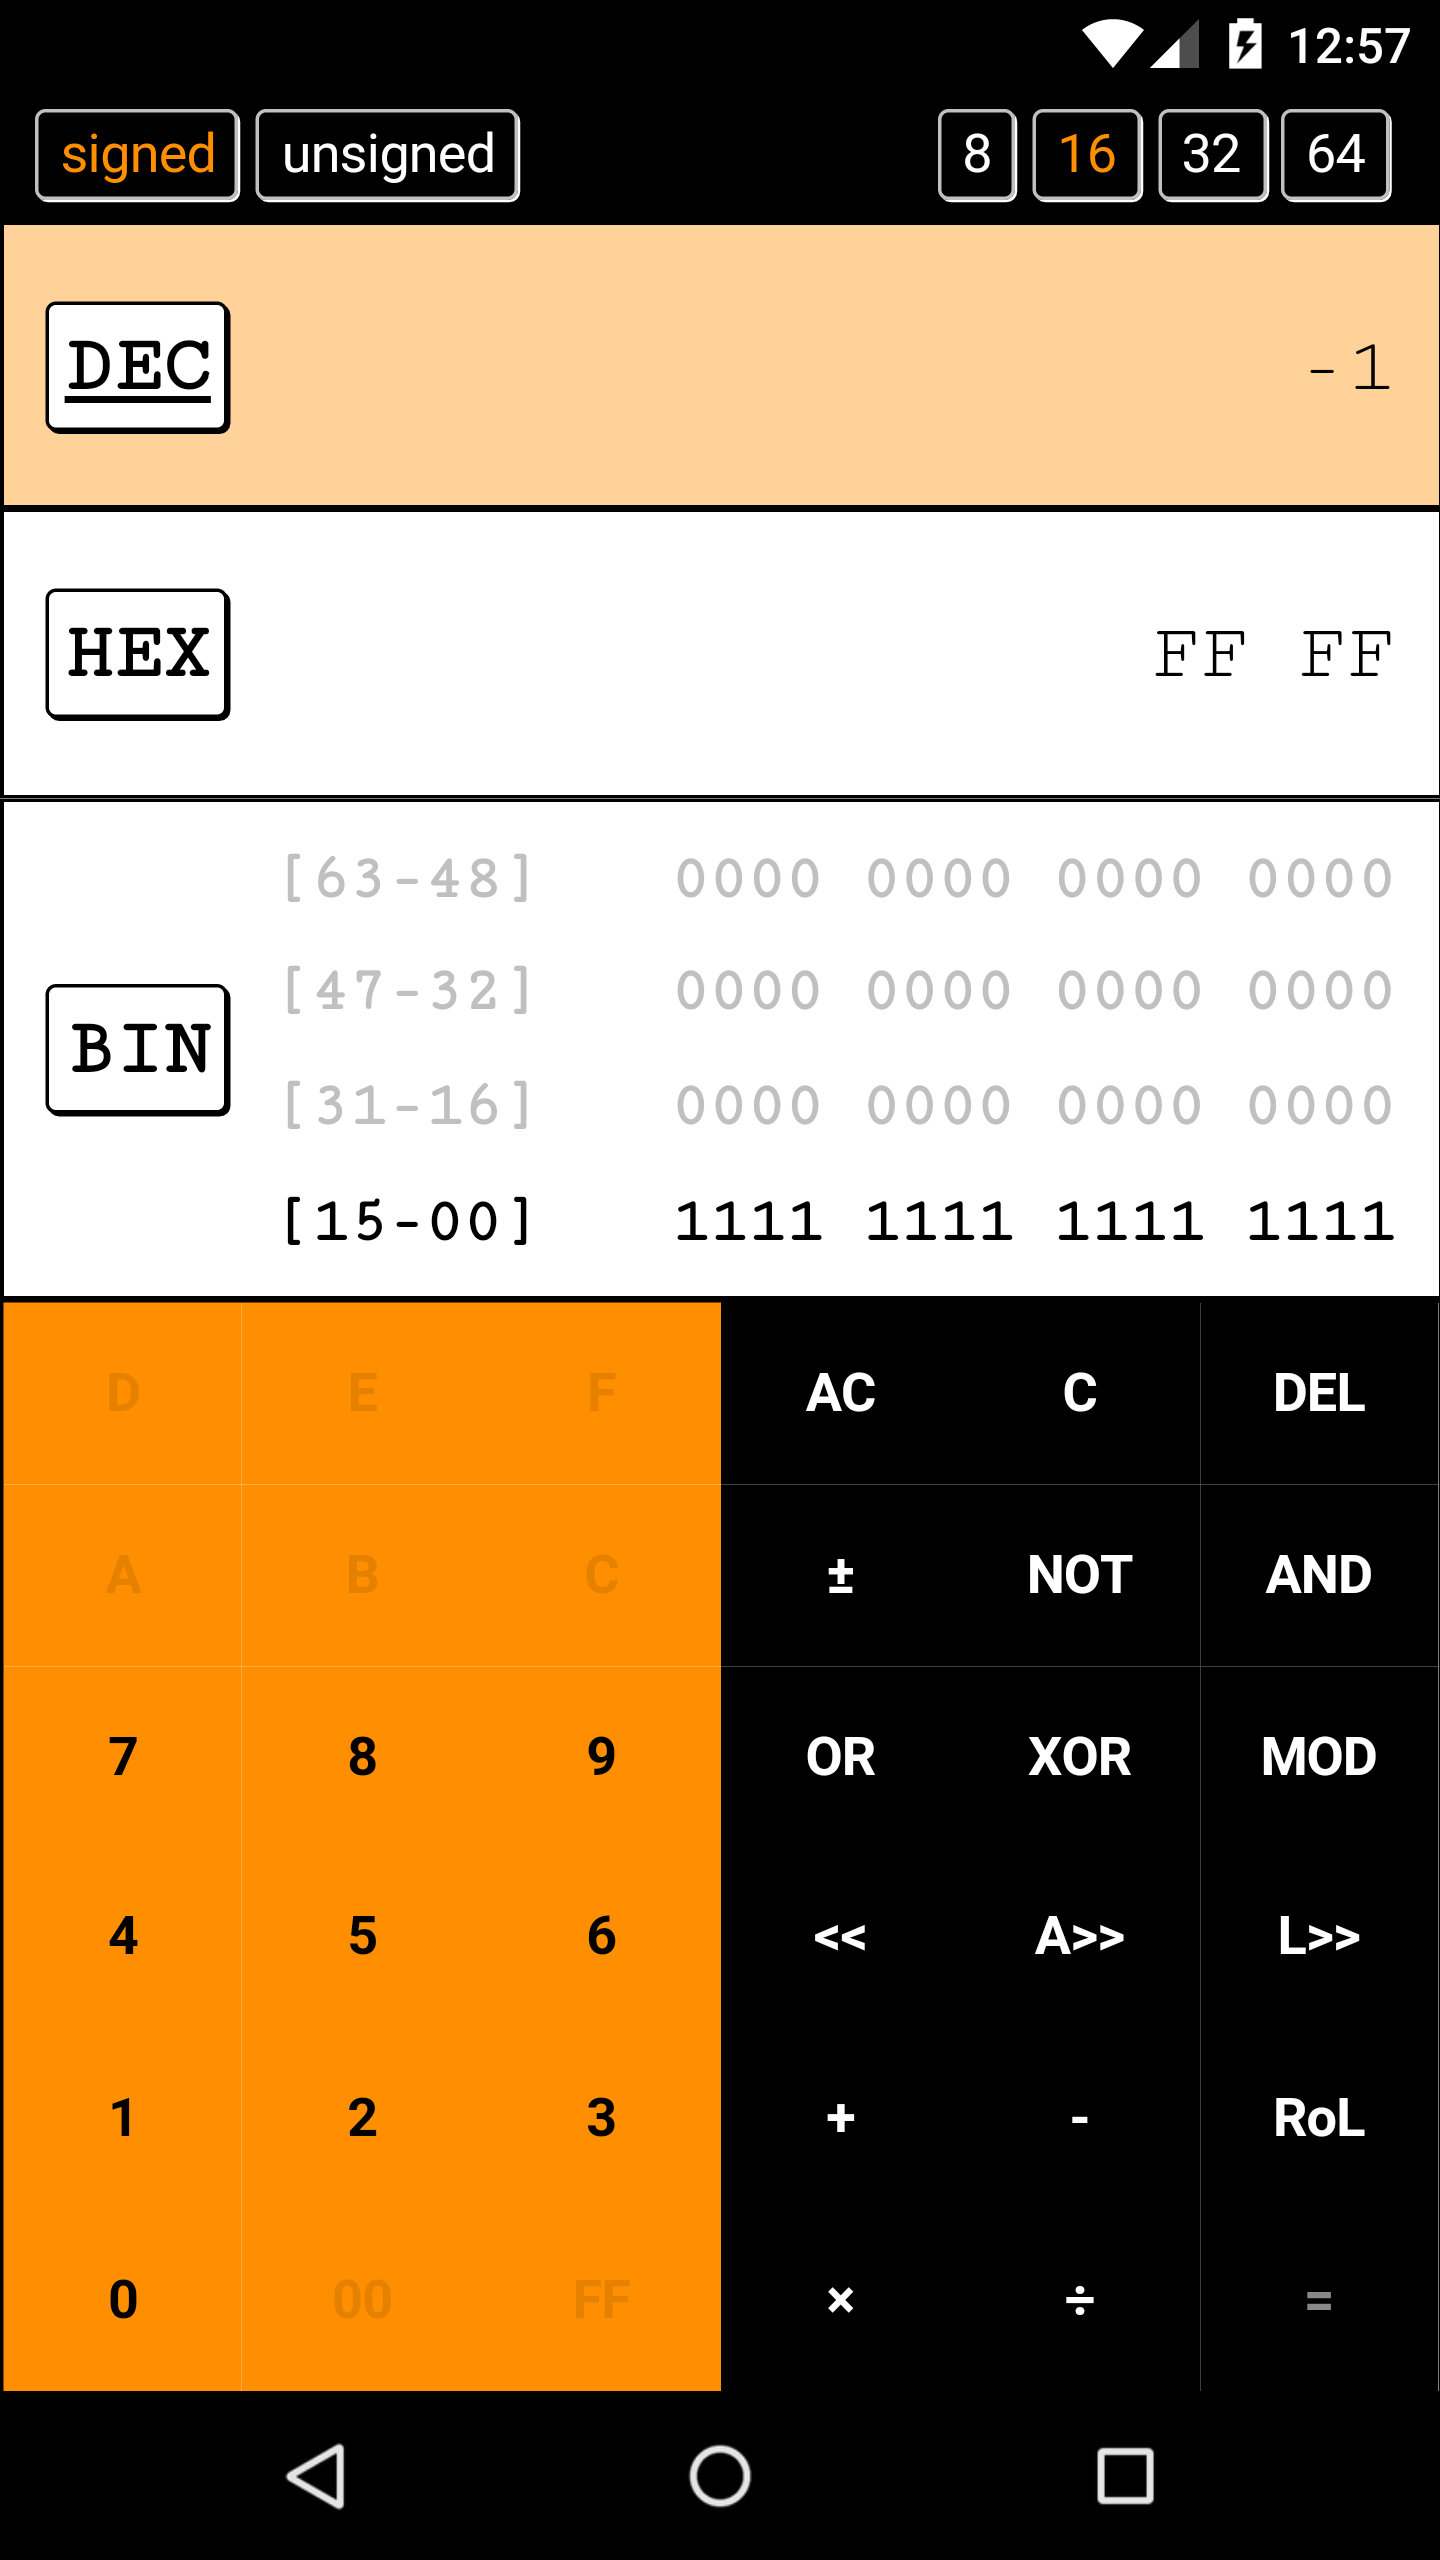 12:57
signed unsigned 8 16 32 64
DEC -1
HEX FF FF
[63-48] 0000 0000 0000 0000
[47-32] 0000 0000 0000 0000
BIN
[31-16] 0000 0000 0000 0000
[15-00] 1111 1111 1111 1111
D E F AC C DEL
A B C ± NOT AND
7 8 9 OR XOR MOD
4 5 6 << A>> L>>
1 2 3 + - RoL
0 00 FF × ÷ =